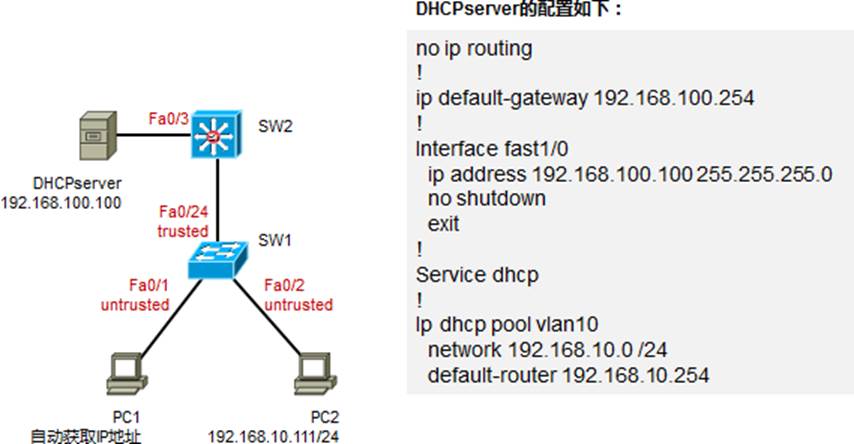 DHCPserver的配置如下：
no ip routing
!
ip default-gateway 192.168.100.254
!
Interface fast1/0
ip address 192.168.100.100 255.255.255.0
no shutdown
exit
!
Service dhcp
!
Ip dhcp pool vlan10
network 192.168.10.0 /24
default-router 192.168.10.254
Fa0/3
SW2
DHCPserver
192.168.100.100
Fa0/24
trusted
SW1
Fa0/1
untrusted
Fa0/2
untrusted
PC1
自动获取IP地址
PC2
192.168.10.111/24